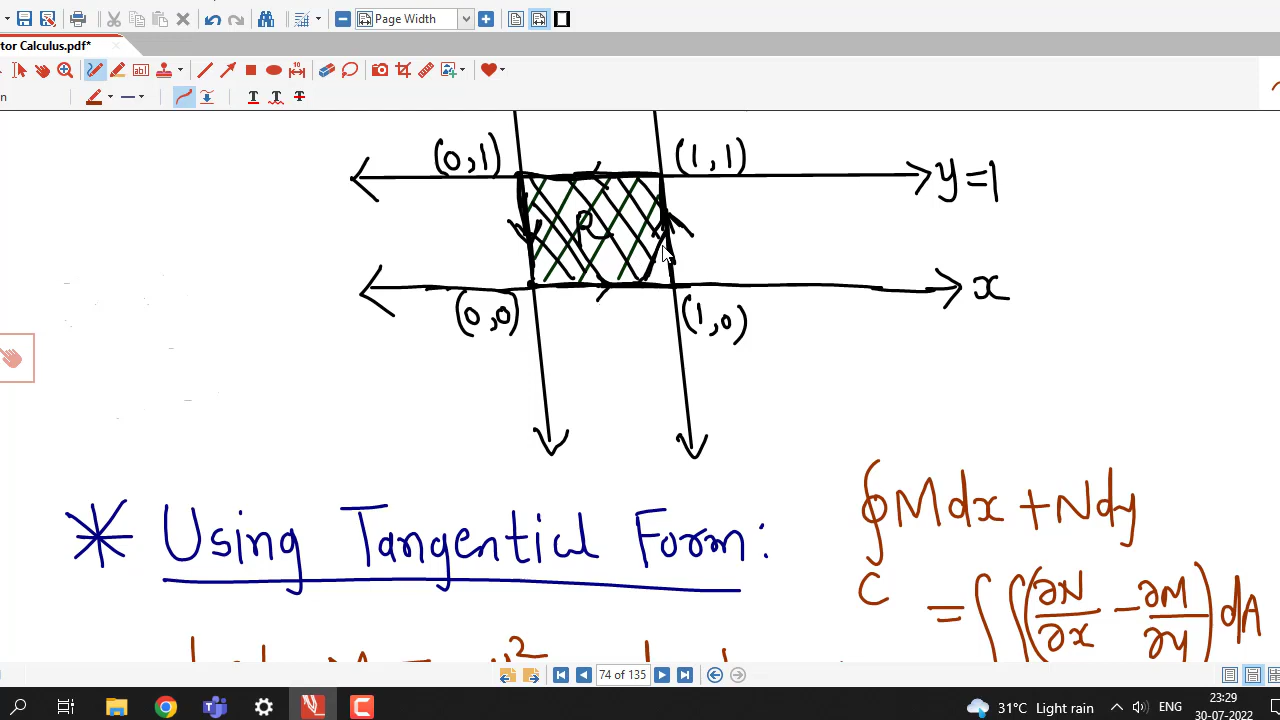 Page Width
tor Calculus.pdf*
(0,1)
(1,1)
y=1
R
x
(0,0)
(1,0)
* Using Tangential Form:
∮ Mdx + Ndy
C
= ∫∫(∂N/∂x - ∂M/∂y) dA
74 of 135
31°C Light rain
ENG
23:29
30-07-2022